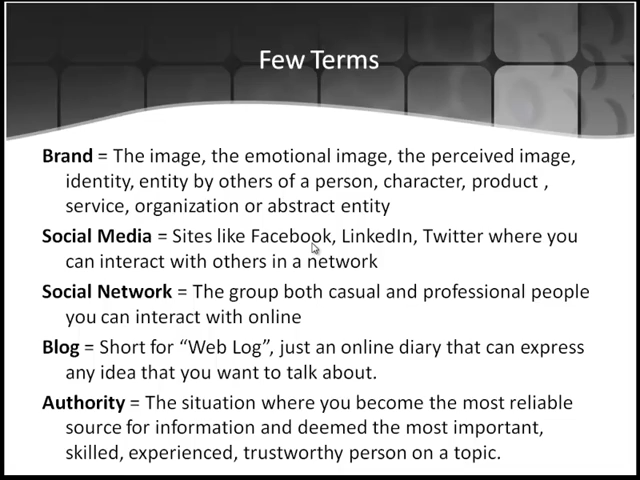 Few Terms
Brand = The image, the emotional image, the perceived image,
identity, entity by others of a person, character, product ,
service, organization or abstract entity
Social Media = Sites like Facebook, LinkedIn, Twitter where you
can interact with others in a network
Social Network = The group both casual and professional people
you can interact with online
Blog = Short for “Web Log”, just an online diary that can express
any idea that you want to talk about.
Authority = The situation where you become the most reliable
source for information and deemed the most important,
skilled, experienced, trustworthy person on a topic.